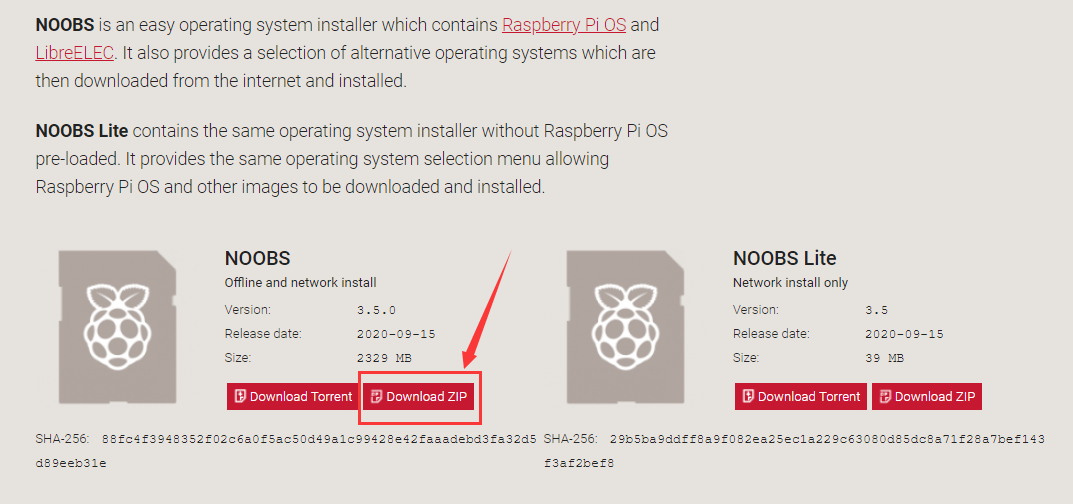 NOOBS is an easy operating system installer which contains Raspberry Pi OS and
LibreELEC. It also provides a selection of alternative operating systems which are
then downloaded from the internet and installed.
NOOBS Lite contains the same operating system installer without Raspberry Pi OS
pre-loaded. It provides the same operating system selection menu allowing
Raspberry Pi OS and other images to be downloaded and installed.
NOOBS
Offline and network install
Version: 3.5.0
Release date: 2020-09-15
Size: 2329 MB
Download Torrent Download ZIP
SHA-256: 88fc4f3948352f02c6a0f5ac50d49a1c99428e42faaadebd3fa32d5
d89eeb31e
NOOBS Lite
Network install only
Version: 3.5
Release date: 2020-09-15
Size: 39 MB
Download Torrent Download ZIP
SHA-256: 29b5ba9ddff8a9f082ea25ec1a229c63080d85dc8a71f28a7bef143
f3af2bef8